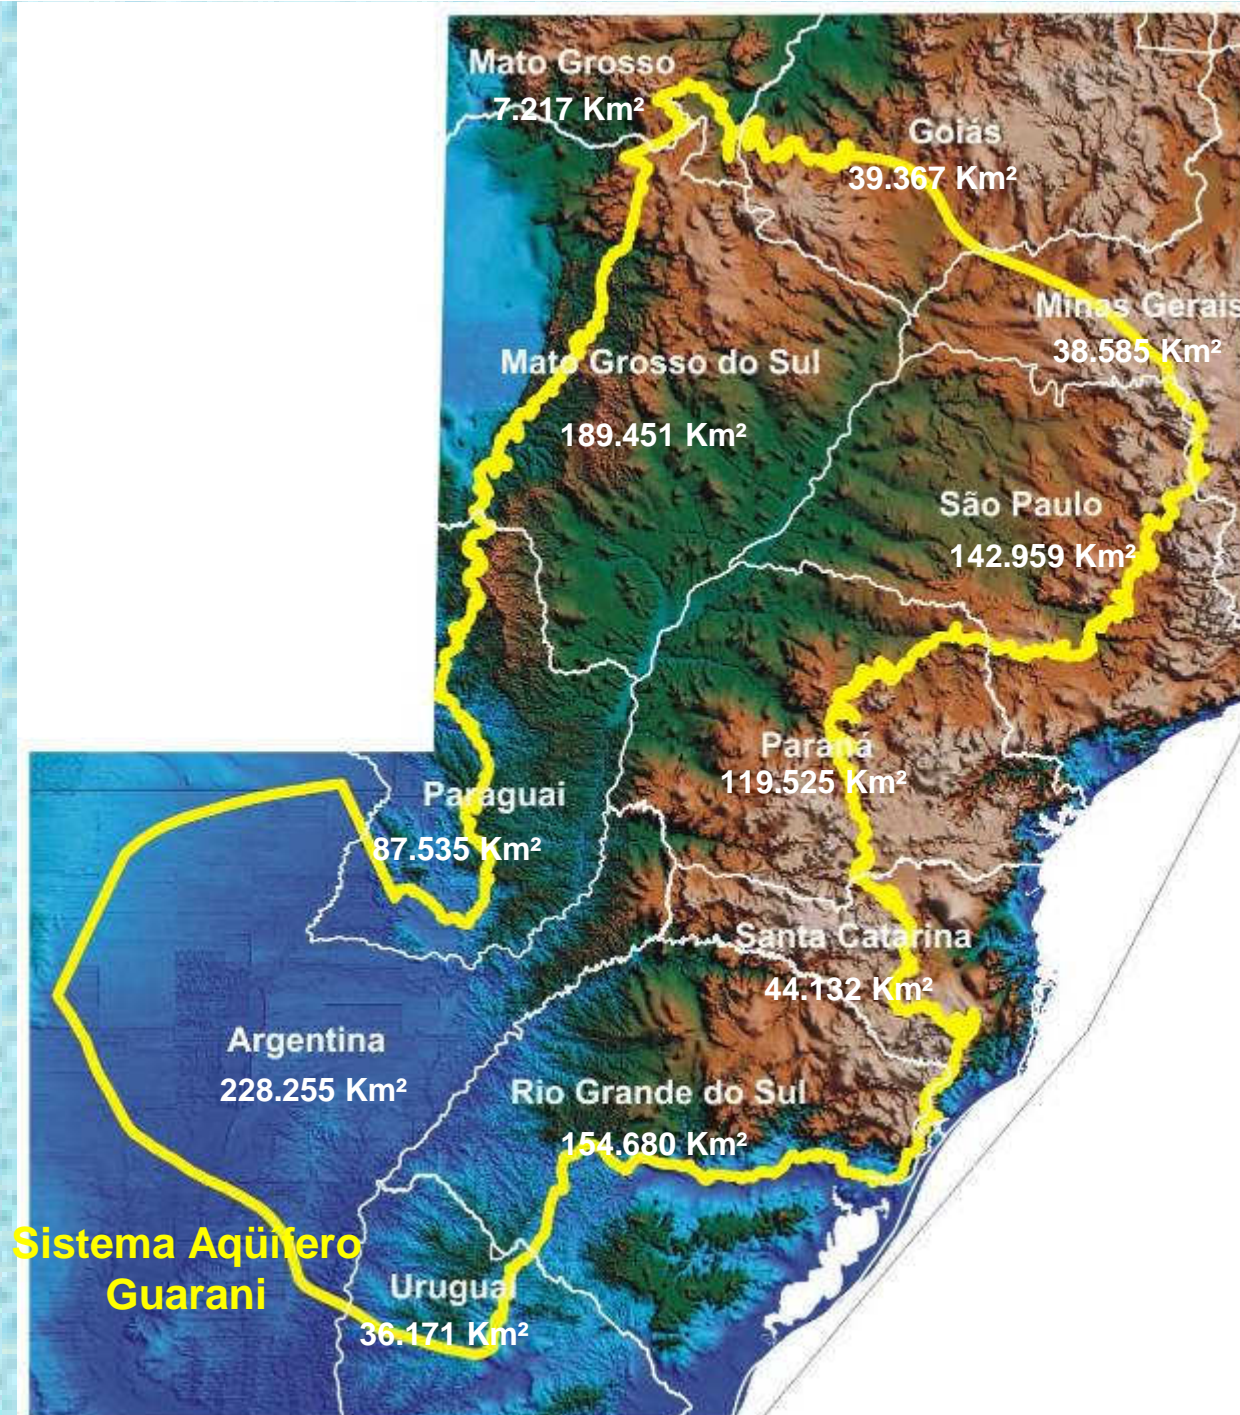 Mato Grosso
7.217 Km²
Goiás
39.367 Km²
Minas Gerais
38.585 Km²
Mato Grosso do Sul
189.451 Km²
São Paulo
142.959 Km²
Paraná
119.525 Km²
Paraguai
87.535 Km²
Santa Catarina
44.132 Km²
Argentina
228.255 Km²
Rio Grande do Sul
154.680 Km²
Sistema Aqüífero
Guarani
Uruguai
36.171 Km²